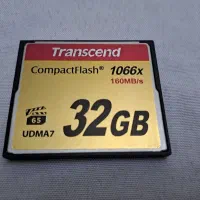 Transcend
CompactFlash® 1066x
160MB/s
65
UDMA7
32GB